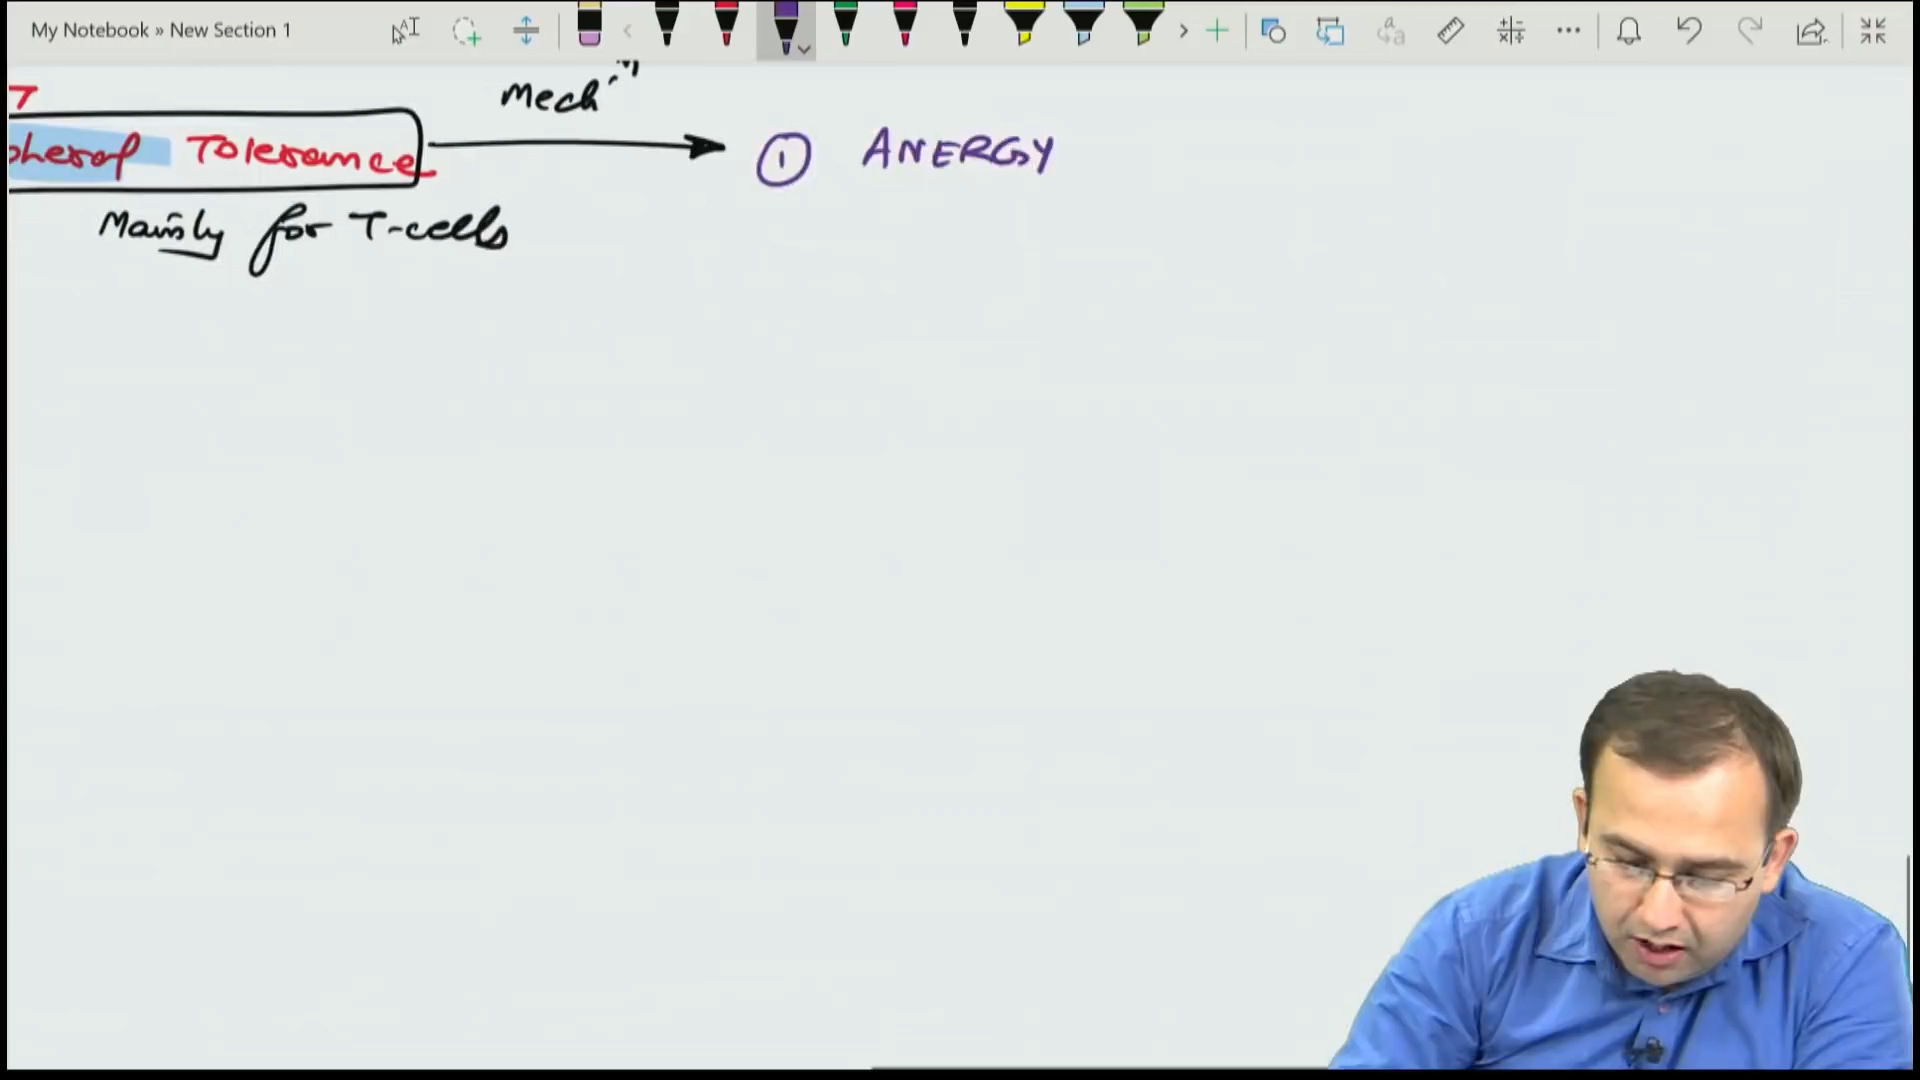 My Notebook » New Section 1
Mech
pheral Tolerance
① ANERGY
Mainly for T-cells